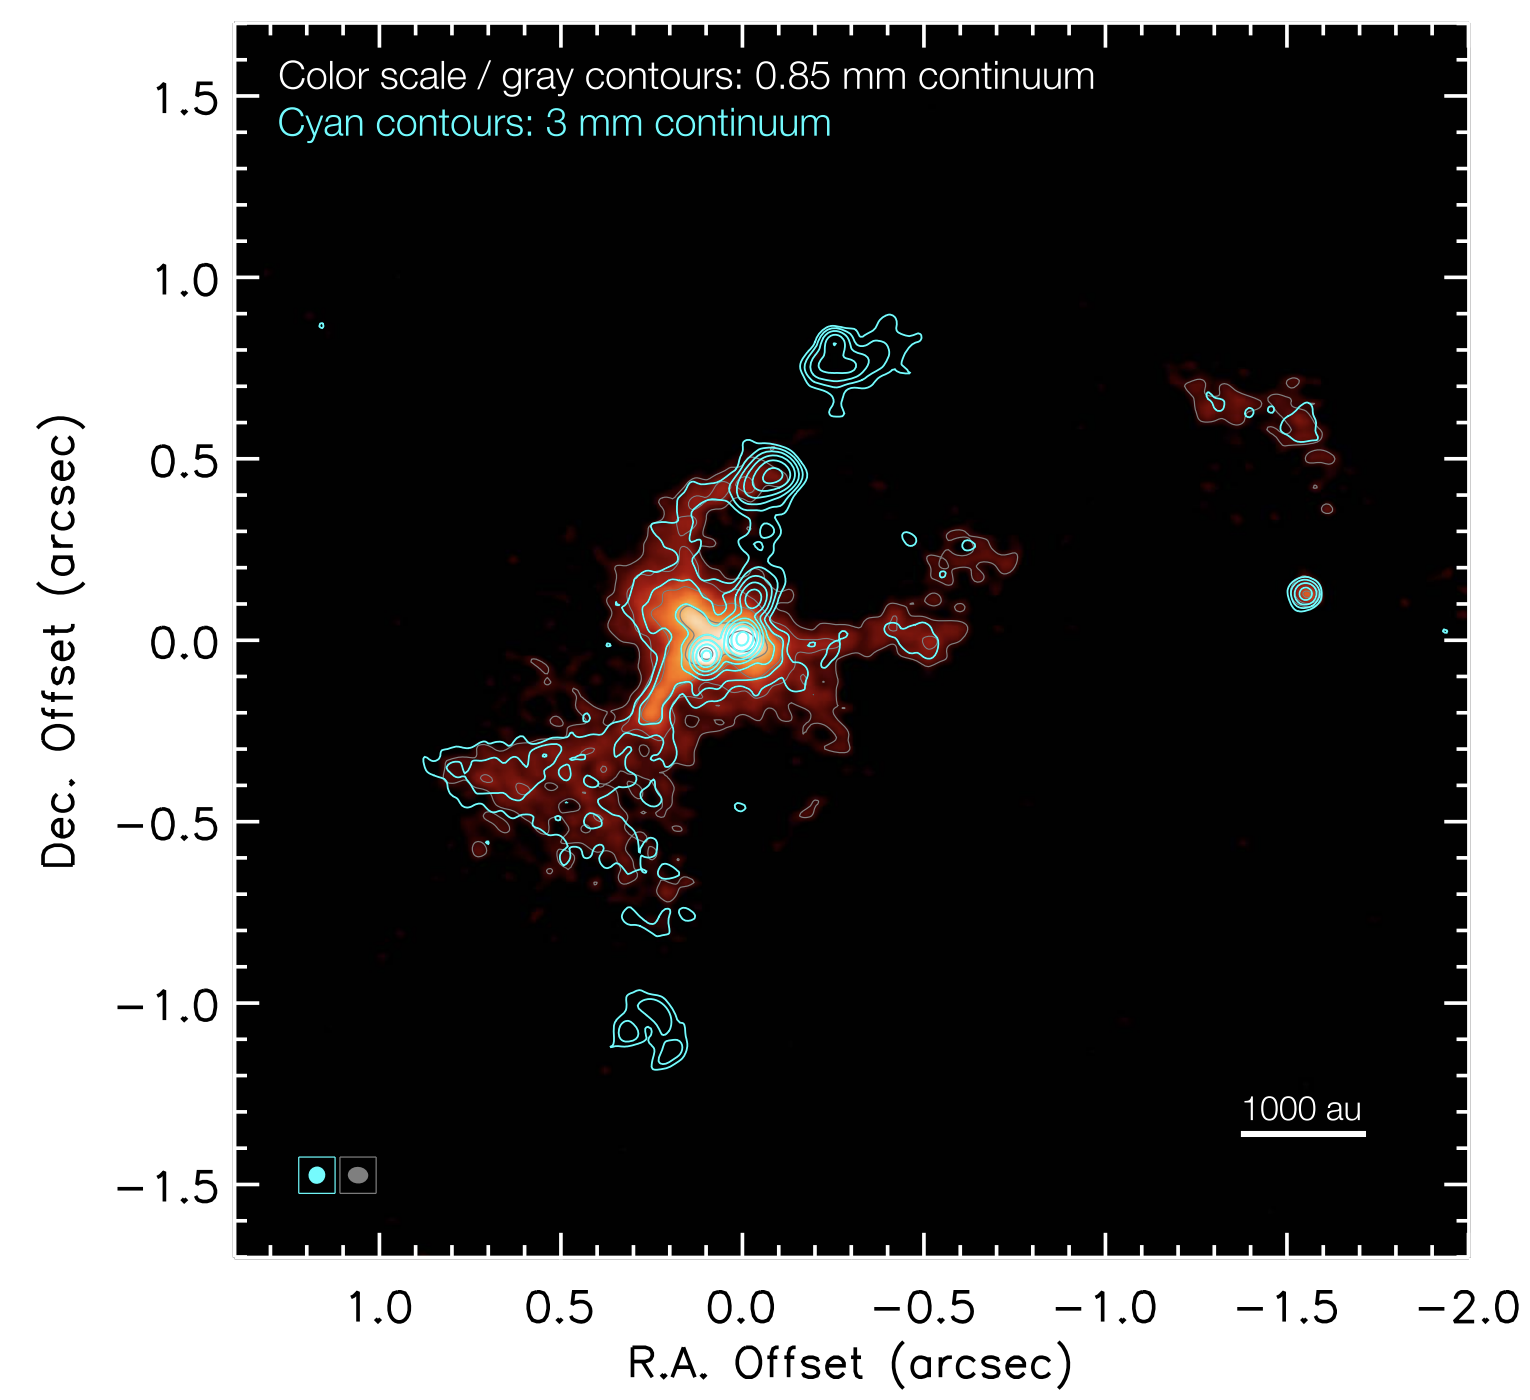 Color scale / gray contours: 0.85 mm continuum
Cyan contours: 3 mm continuum
1.5
1.0
0.5
0.0
−0.5
−1.0
−1.5
Dec. Offset (arcsec)
1000 au
1.0 0.5 0.0 −0.5 −1.0 −1.5 −2.0
R.A. Offset (arcsec)